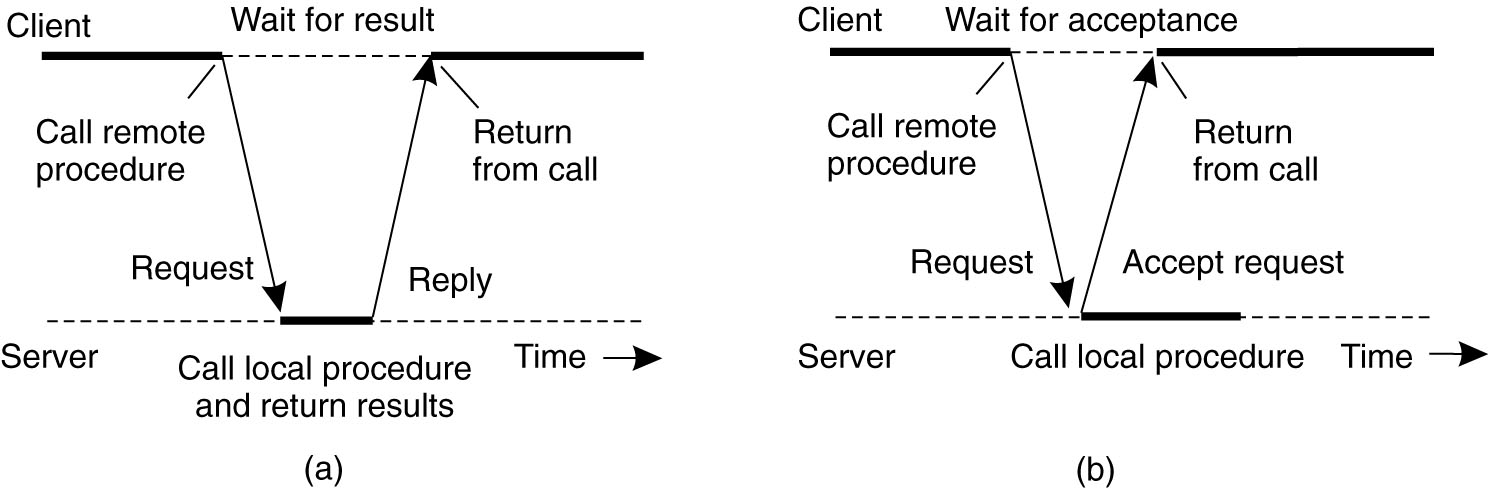 Client
Wait for result
Call remote
procedure
Return
from call
Request
Reply
Server
Call local procedure
and return results
Time
(a)
Client
Wait for acceptance
Call remote
procedure
Return
from call
Request
Accept request
Server
Call local procedure
Time
(b)